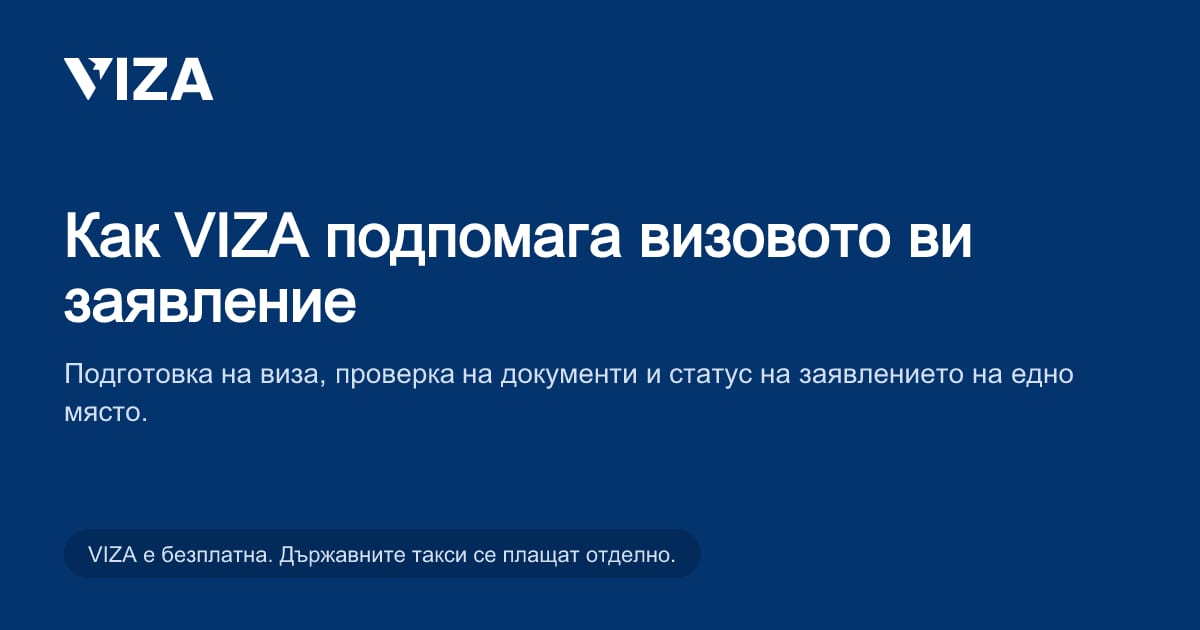 VIZA
Как VIZA подпомага визовото ви
заявление
Подготовка на виза, проверка на документи и статус на заявлението на едно
място.
VIZA е безплатна. Държавните такси се плащат отделно.